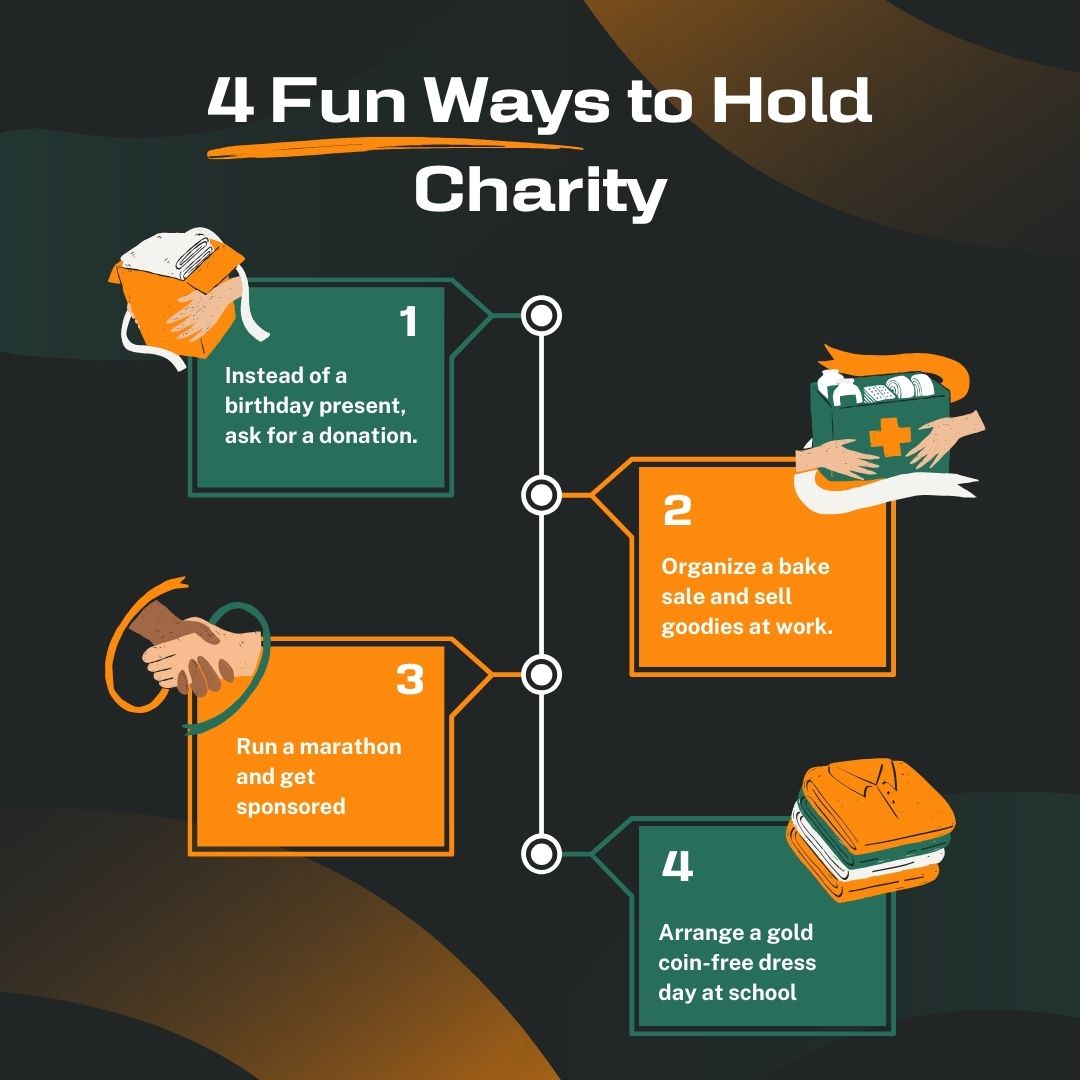 4 Fun Ways to Hold
Charity
1
Instead of a
birthday present,
ask for a donation.
2
Organize a bake
sale and sell
goodies at work.
3
Run a marathon
and get
sponsored
4
Arrange a gold
coin-free dress
day at school